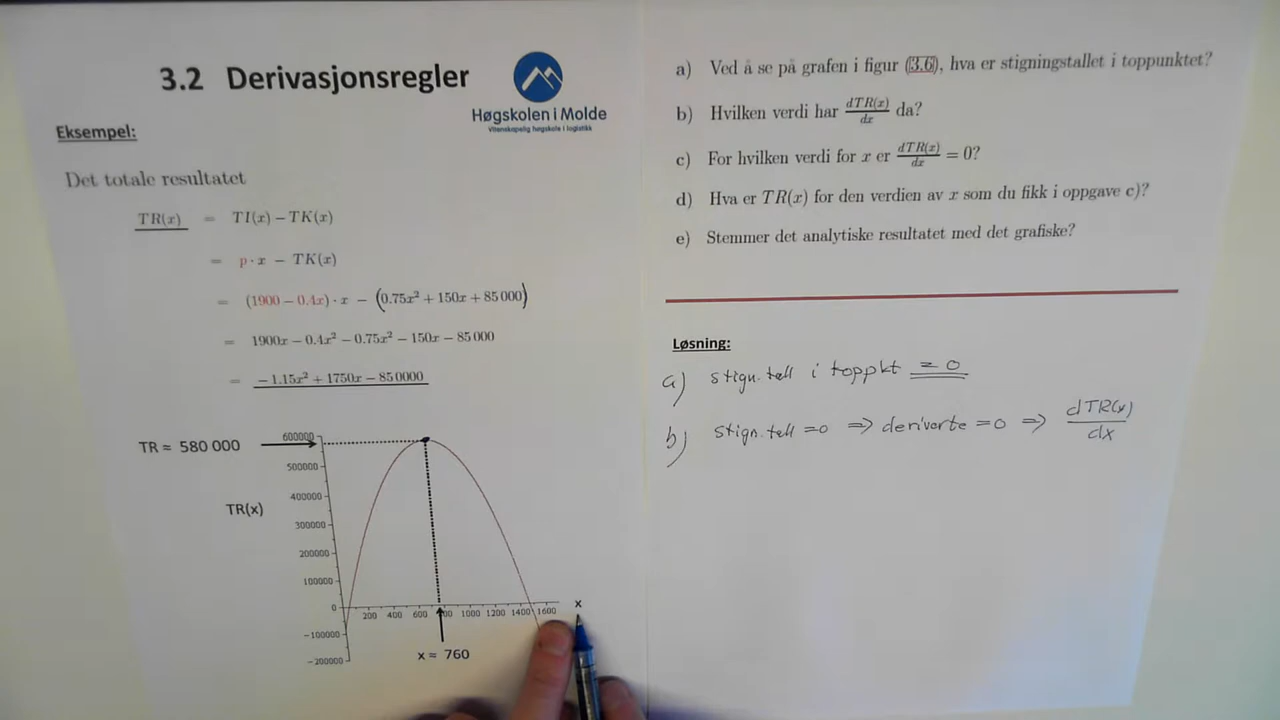 3.2 Derivasjonsregler
Høgskolen i Molde
Vitenskapelig høgskole i logistikk
Eksempel:
Det totale resultatet
TR(x) = TI(x) − TK(x)
= p · x − TK(x)
= (1900 − 0.4x) · x − (0.75x² + 150x + 85 000)
= 1900x − 0.4x² − 0.75x² − 150x − 85 000
= −1.15x² + 1750x − 85 0000
TR = 580 000
TR(x)
600000
500000
400000
300000
200000
100000
0
−100000
−200000
200 400 600 800 1000 1200 1400 1600
x
x = 760
a) Ved å se på grafen i figur (3.6), hva er stigningstallet i toppunktet?
b) Hvilken verdi har dTR(x)/dx da?
c) For hvilken verdi for x er dTR(x)/dx = 0?
d) Hva er TR(x) for den verdien av x som du fikk i oppgave c)?
e) Stemmer det analytiske resultatet med det grafiske?
Løsning:
a) stign.tall i toppkt = 0
b) stign.tall = 0 ⇒ deriverte = 0 ⇒ dTR(x)/dx